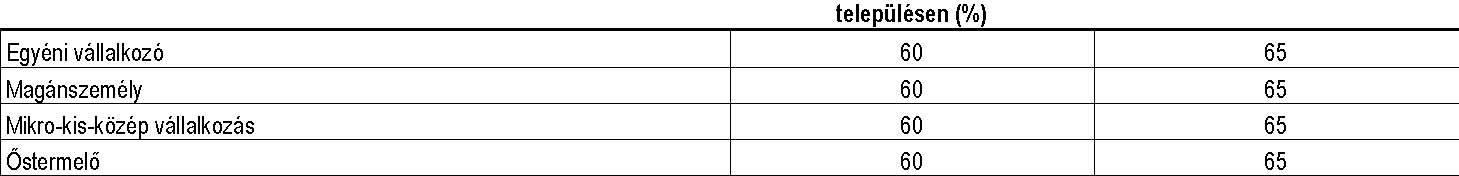 településen (%)
Egyéni vállalkozó 60 65
Magánszemély 60 65
Mikro-kis-közép vállalkozás 60 65
Őstermelő 60 65